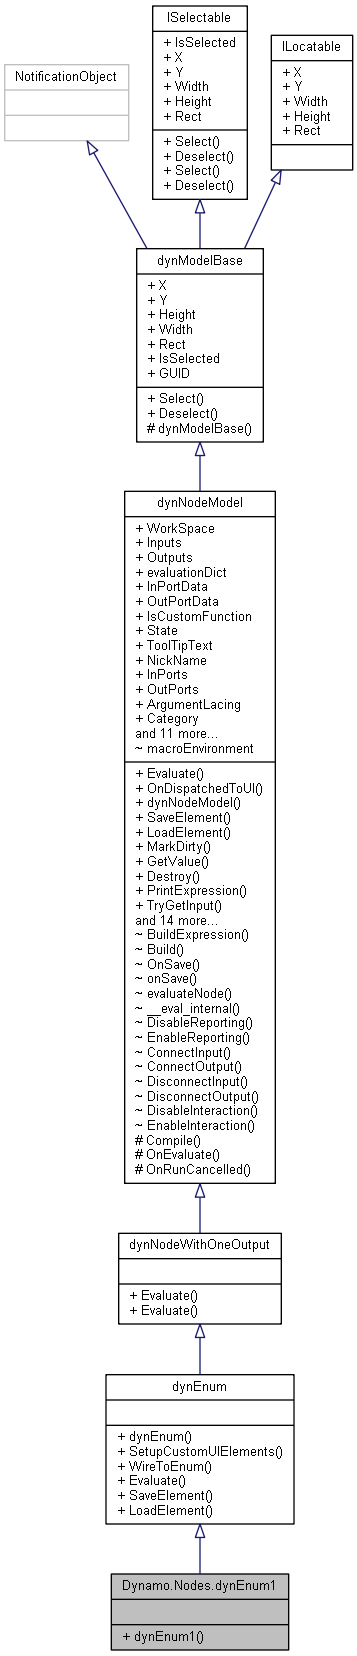 ISelectable
+ IsSelected
+ X
+ Y
+ Width
+ Height
+ Rect
+ Select()
+ Deselect()
+ Select()
+ Deselect()
ILocatable
+ X
+ Y
+ Width
+ Height
+ Rect
NotificationObject
dynModelBase
+ X
+ Y
+ Height
+ Width
+ Rect
+ IsSelected
+ GUID
+ Select()
+ Deselect()
# dynModelBase()
dynNodeModel
+ WorkSpace
+ Inputs
+ Outputs
+ evaluationDict
+ InPortData
+ OutPortData
+ IsCustomFunction
+ State
+ ToolTipText
+ NickName
+ InPorts
+ OutPorts
+ ArgumentLacing
+ Category
and 11 more...
~ macroEnvironment
+ Evaluate()
+ OnDispatchedToUI()
+ dynNodeModel()
+ SaveElement()
+ LoadElement()
+ MarkDirty()
+ GetValue()
+ Destroy()
+ PrintExpression()
+ TryGetInput()
and 14 more...
~ BuildExpression()
~ Build()
~ OnSave()
~ onSave()
~ evaluateNode()
~ __eval_internal()
~ DisableReporting()
~ EnableReporting()
~ ConnectInput()
~ ConnectOutput()
~ DisconnectInput()
~ DisconnectOutput()
~ DisableInteraction()
~ EnableInteraction()
# Compile()
# OnEvaluate()
# OnRunCancelled()
dynNodeWithOneOutput
+ Evaluate()
+ Evaluate()
dynEnum
+ dynEnum()
+ SetupCustomUIElements()
+ WireToEnum()
+ Evaluate()
+ SaveElement()
+ LoadElement()
Dynamo.Nodes.dynEnum1
+ dynEnum1()